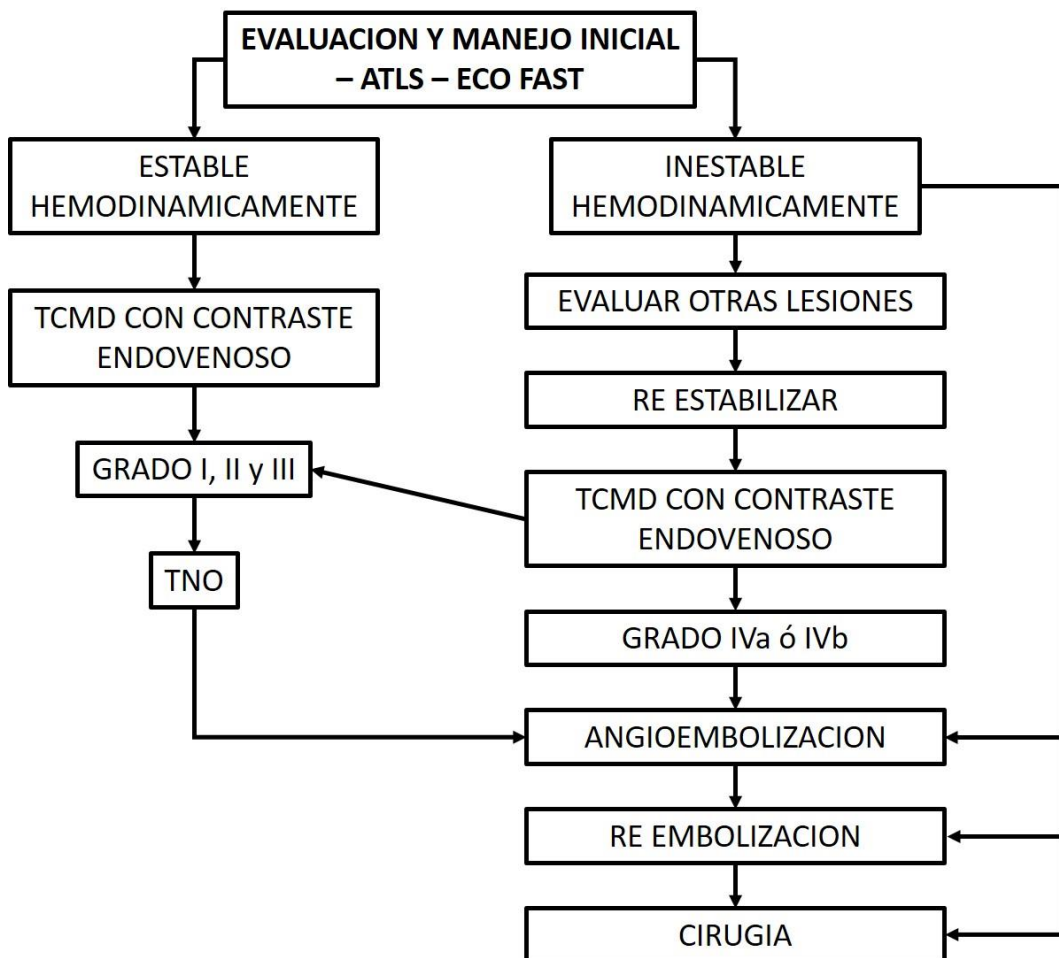 EVALUACION Y MANEJO INICIAL
– ATLS – ECO FAST
ESTABLE
HEMODINAMICAMENTE
TCMD CON CONTRASTE
ENDOVENOSO
GRADO I, II y III
TNO
INESTABLE
HEMODINAMICAMENTE
EVALUAR OTRAS LESIONES
RE ESTABILIZAR
TCMD CON CONTRASTE
ENDOVENOSO
GRADO IVa ó IVb
ANGIOEMBOLIZACION
RE EMBOLIZACION
CIRUGIA